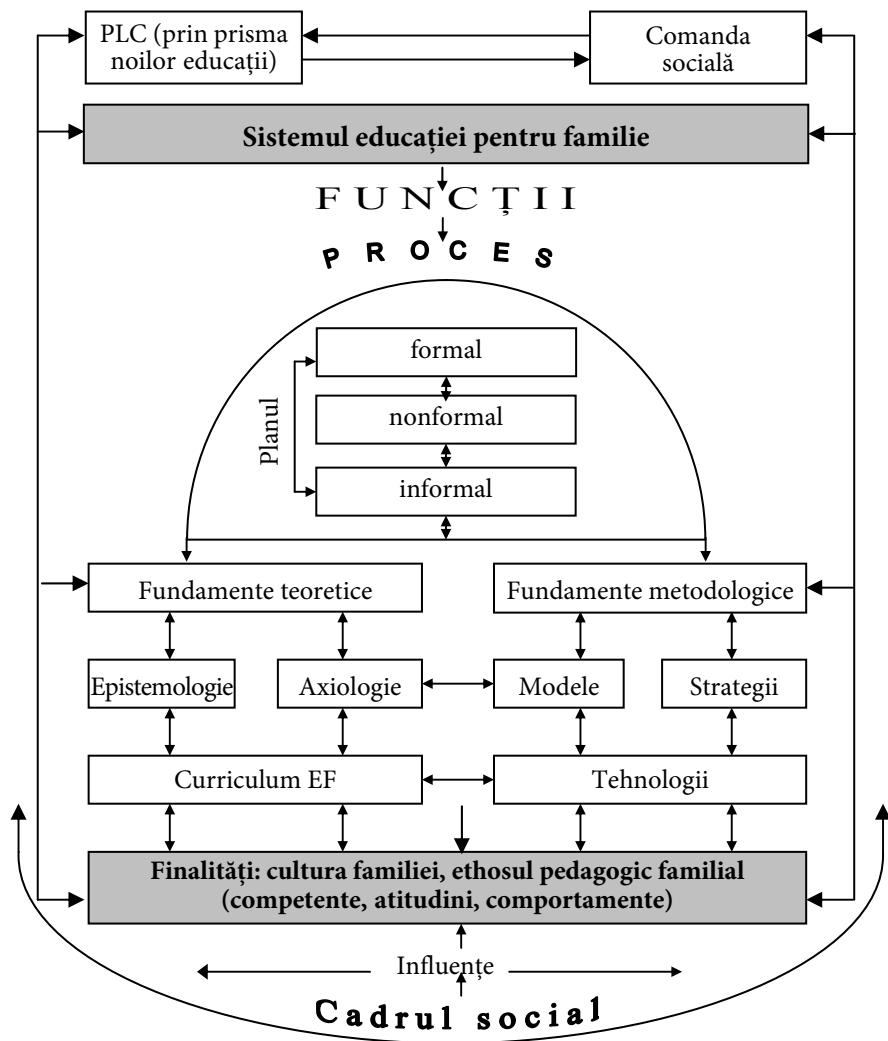 PLC (prin prisma
noilor educații)
Comanda
socială
Sistemul educației pentru familie
FUNCȚII
PROCES
Planul
formal
nonformal
informal
Fundamente teoretice
Fundamente metodologice
Epistemologie
Axiologie
Modele
Strategii
Curriculum EF
Tehnologii
Finalități: cultura familiei, ethosul pedagogic familial
(competente, atitudini, comportamente)
Influențe
Cadrul social